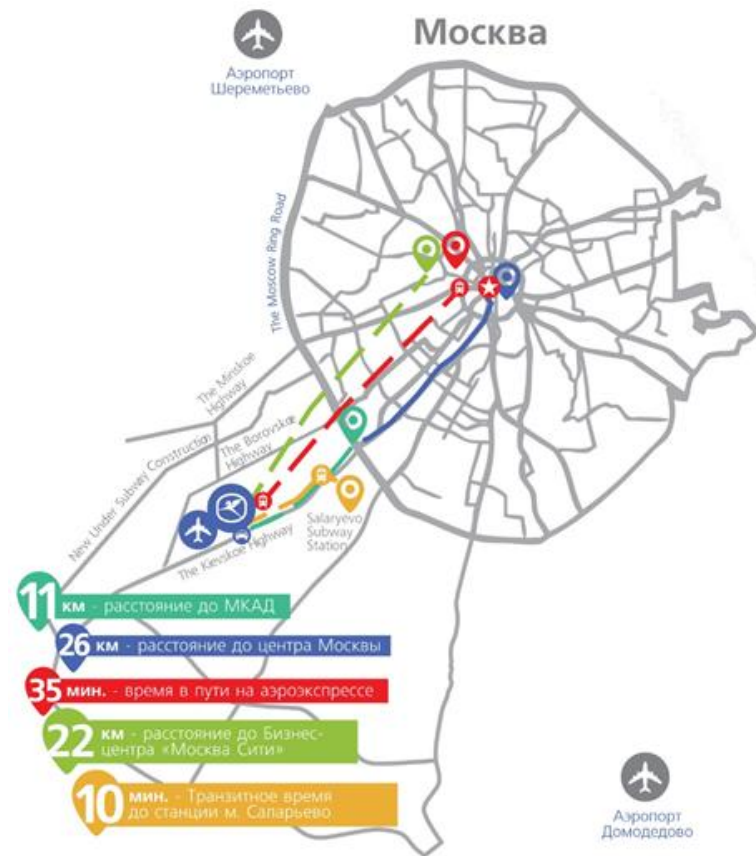 Москва
Аэропорт
Шереметьево
The Moscow Ring Road
The Minskoe
Highway
New Under Subway Construction
The Borovskoe
Highway
Salaryevo
Subway
Station
The Kievskoe Highway
11 км - расстояние до МКАД
26 км - расстояние до центра Москвы
35 мин. - время в пути на аэроэкспрессе
22 км - расстояние до Бизнес-
центра «Москва Сити»
10 мин. - Транзитное время
до станции м. Саларьево
Аэропорт
Домодедово